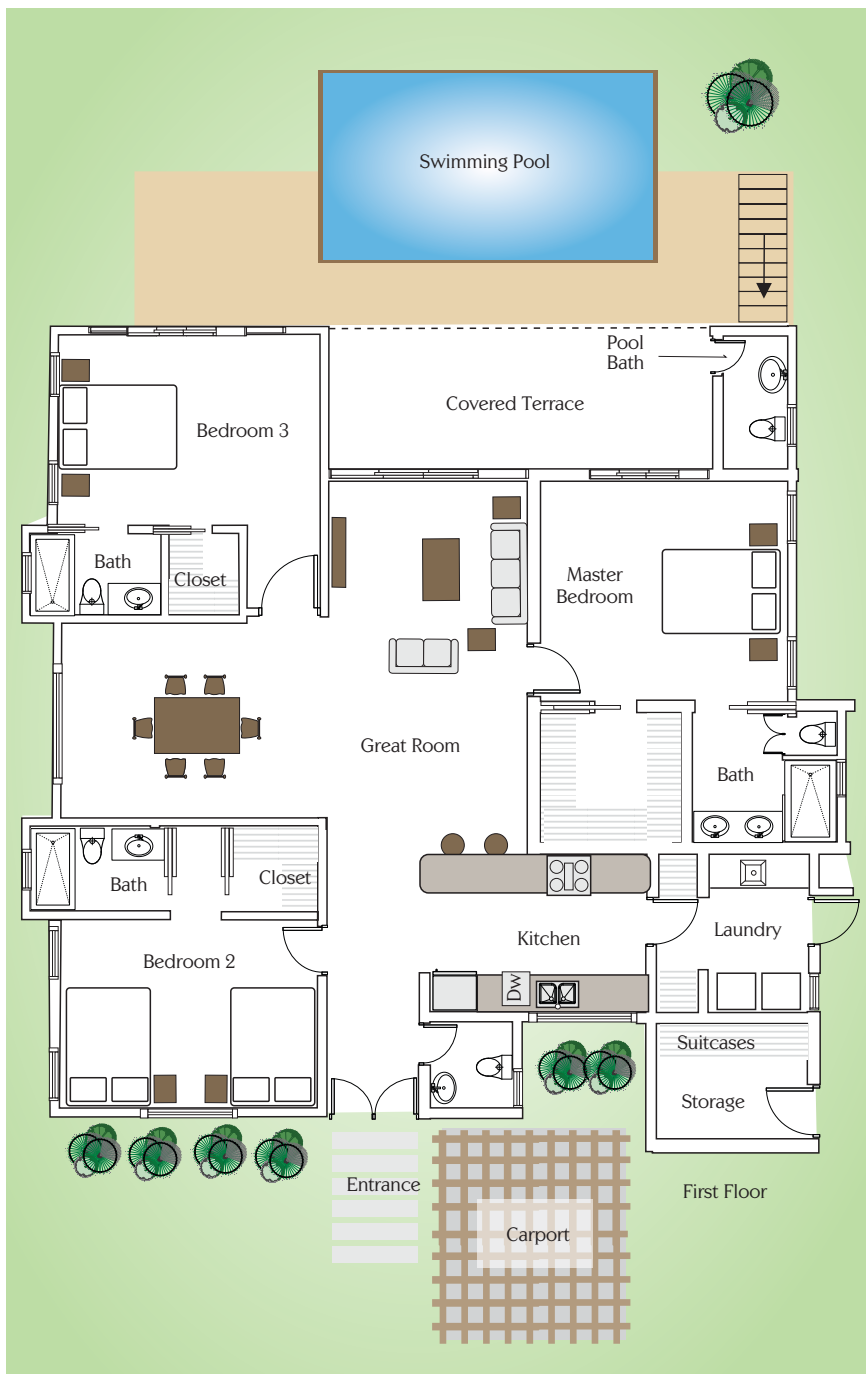 Swimming Pool
Pool
Bath
Covered Terrace
Bedroom 3
Bath
Closet
Master
Bedroom
Great Room
Bath
Bath
Closet
Kitchen
Laundry
Bedroom 2
DW
Suitcases
Storage
Entrance
First Floor
Carport